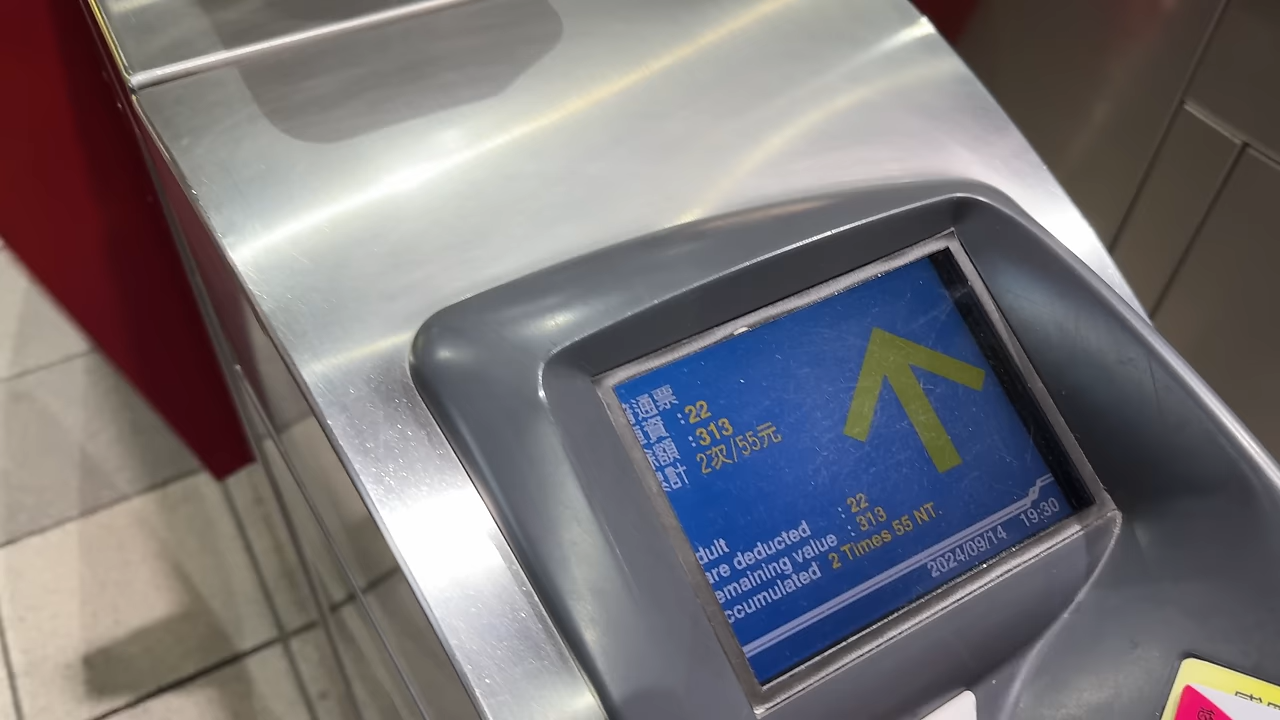 通票
資 :22
額 :313
計 2次/55元
dult
are deducted : 22
emaining value : 313
ccumulated 2 Times 55 NT.
2024/09/14 19:30